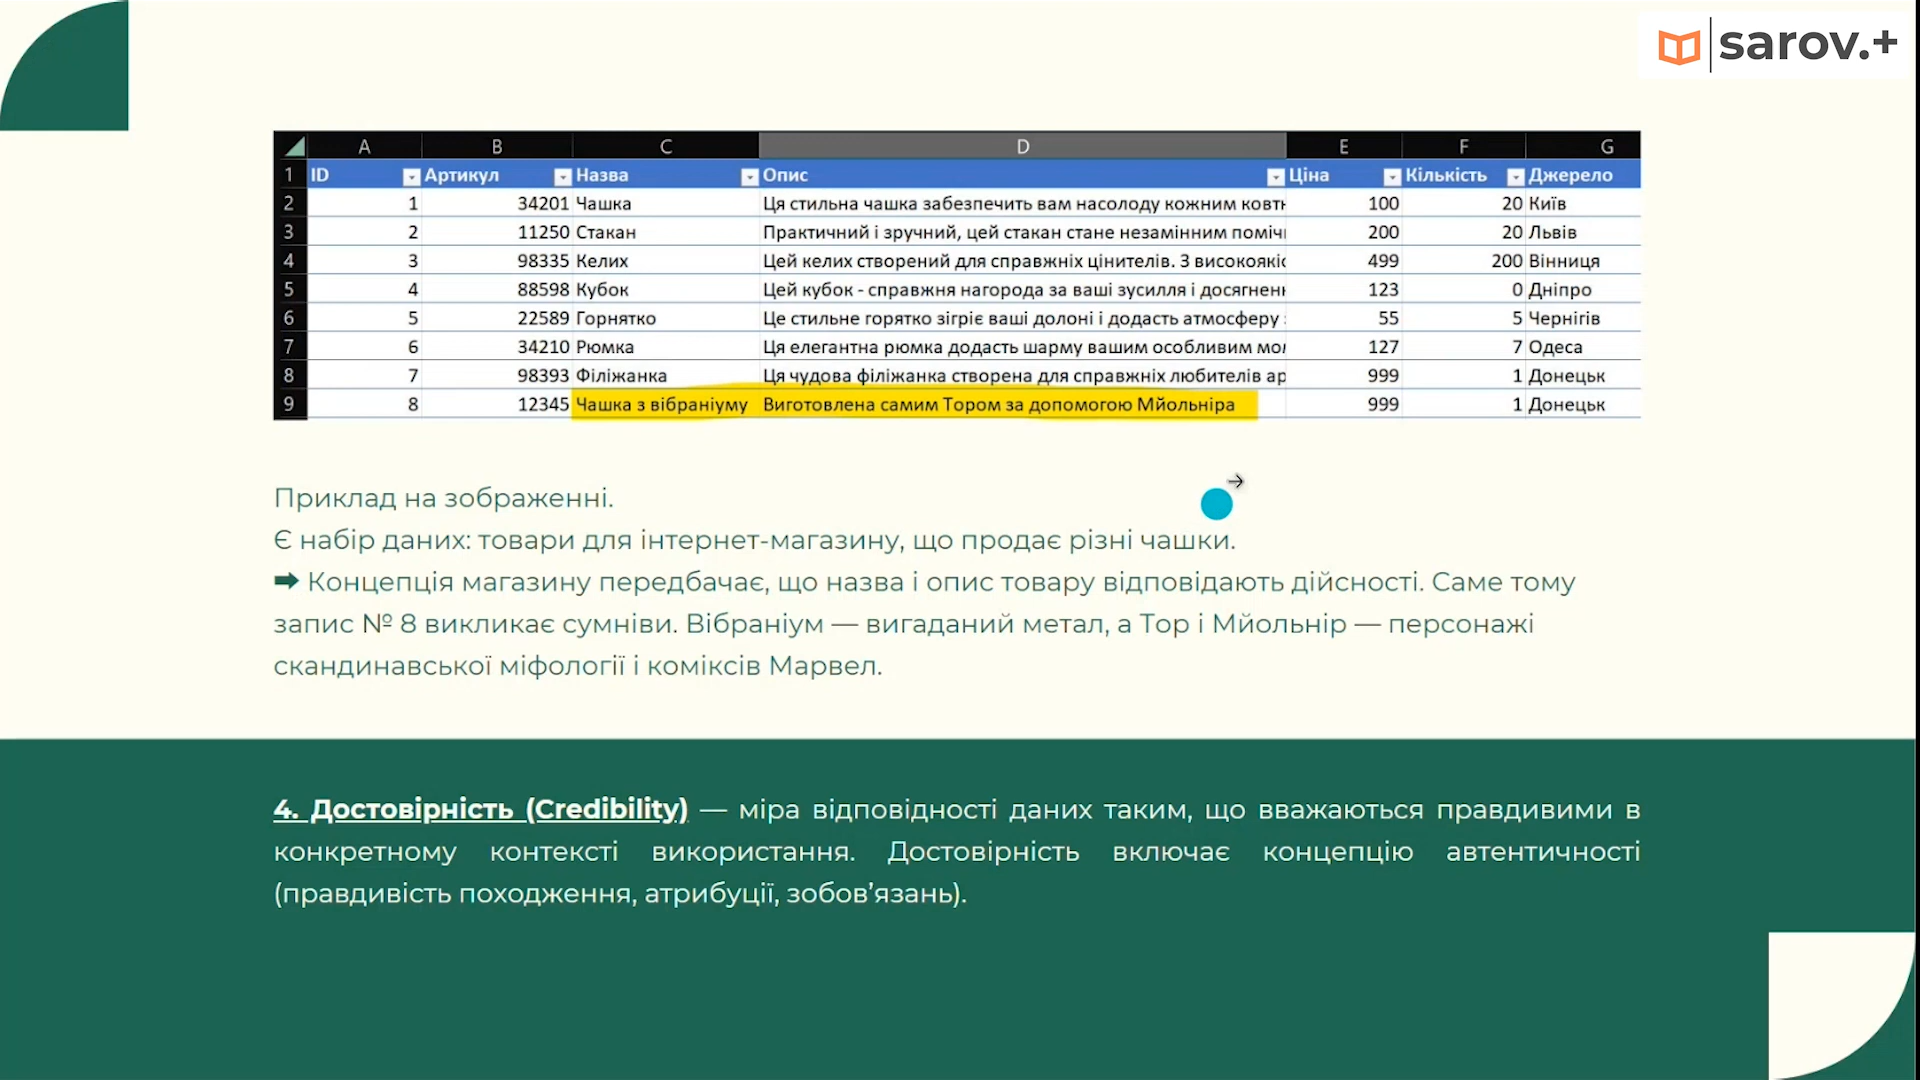 sarov.+
A B C D E F G
1 ID Артикул Назва Опис Ціна Кількість Джерело
2 1 34201 Чашка Ця стильна чашка забезпечить вам насолоду кожним ковтн 100 20 Київ
3 2 11250 Стакан Практичний і зручний, цей стакан стане незамінним поміч 200 20 Львів
4 3 98335 Келих Цей келих створений для справжніх цінителів. З високоякіс 499 200 Вінниця
5 4 88598 Кубок Цей кубок - справжня нагорода за ваші зусилля і досягнен 123 0 Дніпро
6 5 22589 Горнятко Це стильне горятко зігріє ваші долоні і додасть атмосферу 55 5 Чернігів
7 6 34210 Рюмка Ця елегантна рюмка додасть шарму вашим особливим мо 127 7 Одеса
8 7 98393 Філіжанка Ця чудова філіжанка створена для справжніх любителів ар 999 1 Донецьк
9 8 12345 Чашка з вібраніуму Виготовлена самим Тором за допомогою Мйольніра 999 1 Донецьк
Приклад на зображенні.
Є набір даних: товари для інтернет-магазину, що продає різні чашки.
➡ Концепція магазину передбачає, що назва і опис товару відповідають дійсності. Саме тому
запис № 8 викликає сумніви. Вібраніум — вигаданий метал, а Тор і Мйольнір — персонажі
скандинавської міфології і коміксів Марвел.
4. Достовірність (Credibility) — міра відповідності даних таким, що вважаються правдивими в
конкретному контексті використання. Достовірність включає концепцію автентичності
(правдивість походження, атрибуції, зобов’язань).